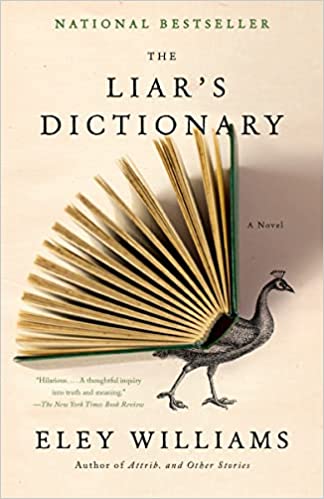 NATIONAL BESTSELLER
THE
LIAR'S
DICTIONARY
A Novel
"Hilarious. . . . A thoughtful inquiry
into truth and meaning."
—The New York Times Book Review
ELEY WILLIAMS
Author of Attrib. and Other Stories